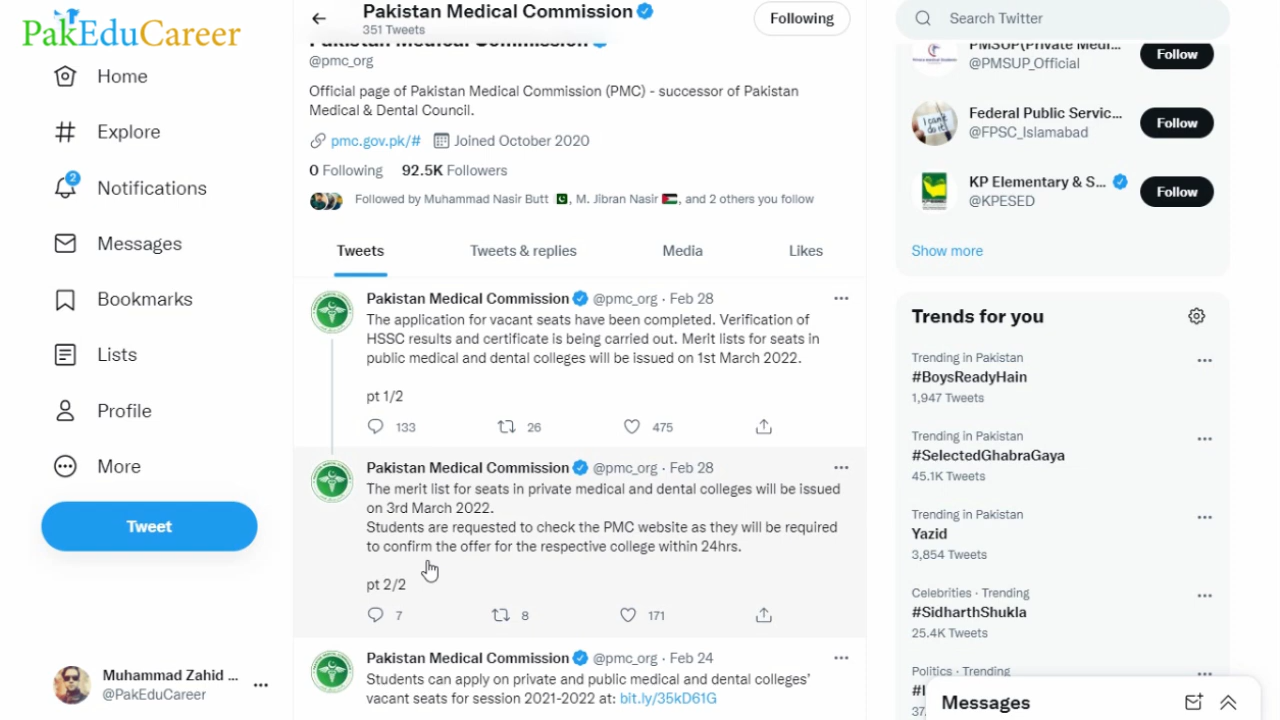 PakEduCareer
Home
Explore
2
Notifications
Messages
Bookmarks
Lists
Profile
More
Tweet
Muhammad Zahid ...
@PakEduCareer
Pakistan Medical Commission
351 Tweets
Following
Pakistan Medical Commission
@pmc_org
Official page of Pakistan Medical Commission (PMC) - successor of Pakistan
Medical & Dental Council.
pmc.gov.pk/# Joined October 2020
0 Following 92.5K Followers
Followed by Muhammad Nasir Butt 🇵🇰, M. Jibran Nasir 🇵🇸, and 2 others you follow
Tweets Tweets & replies Media Likes
Pakistan Medical Commission @pmc_org · Feb 28
The application for vacant seats have been completed. Verification of
HSSC results and certificate is being carried out. Merit lists for seats in
public medical and dental colleges will be issued on 1st March 2022.
pt 1/2
133 26 475
Pakistan Medical Commission @pmc_org · Feb 28
The merit list for seats in private medical and dental colleges will be issued
on 3rd March 2022.
Students are requested to check the PMC website as they will be required
to confirm the offer for the respective college within 24hrs.
pt 2/2
7 8 171
Pakistan Medical Commission @pmc_org · Feb 24
Students can apply on private and public medical and dental colleges'
vacant seats for session 2021-2022 at: bit.ly/35kD61G
Search Twitter
PMSUP(Private Medi...
@PMSUP_Official
Follow
Federal Public Servic...
@FPSC_Islamabad
Follow
KP Elementary & S...
@KPESED
Follow
Show more
Trends for you
Trending in Pakistan
#BoysReadyHain
1,947 Tweets
Trending in Pakistan
#SelectedGhabraGaya
45.1K Tweets
Trending in Pakistan
Yazid
3,854 Tweets
Celebrities · Trending
#SidharthShukla
25.4K Tweets
Politics · Trending
Messages